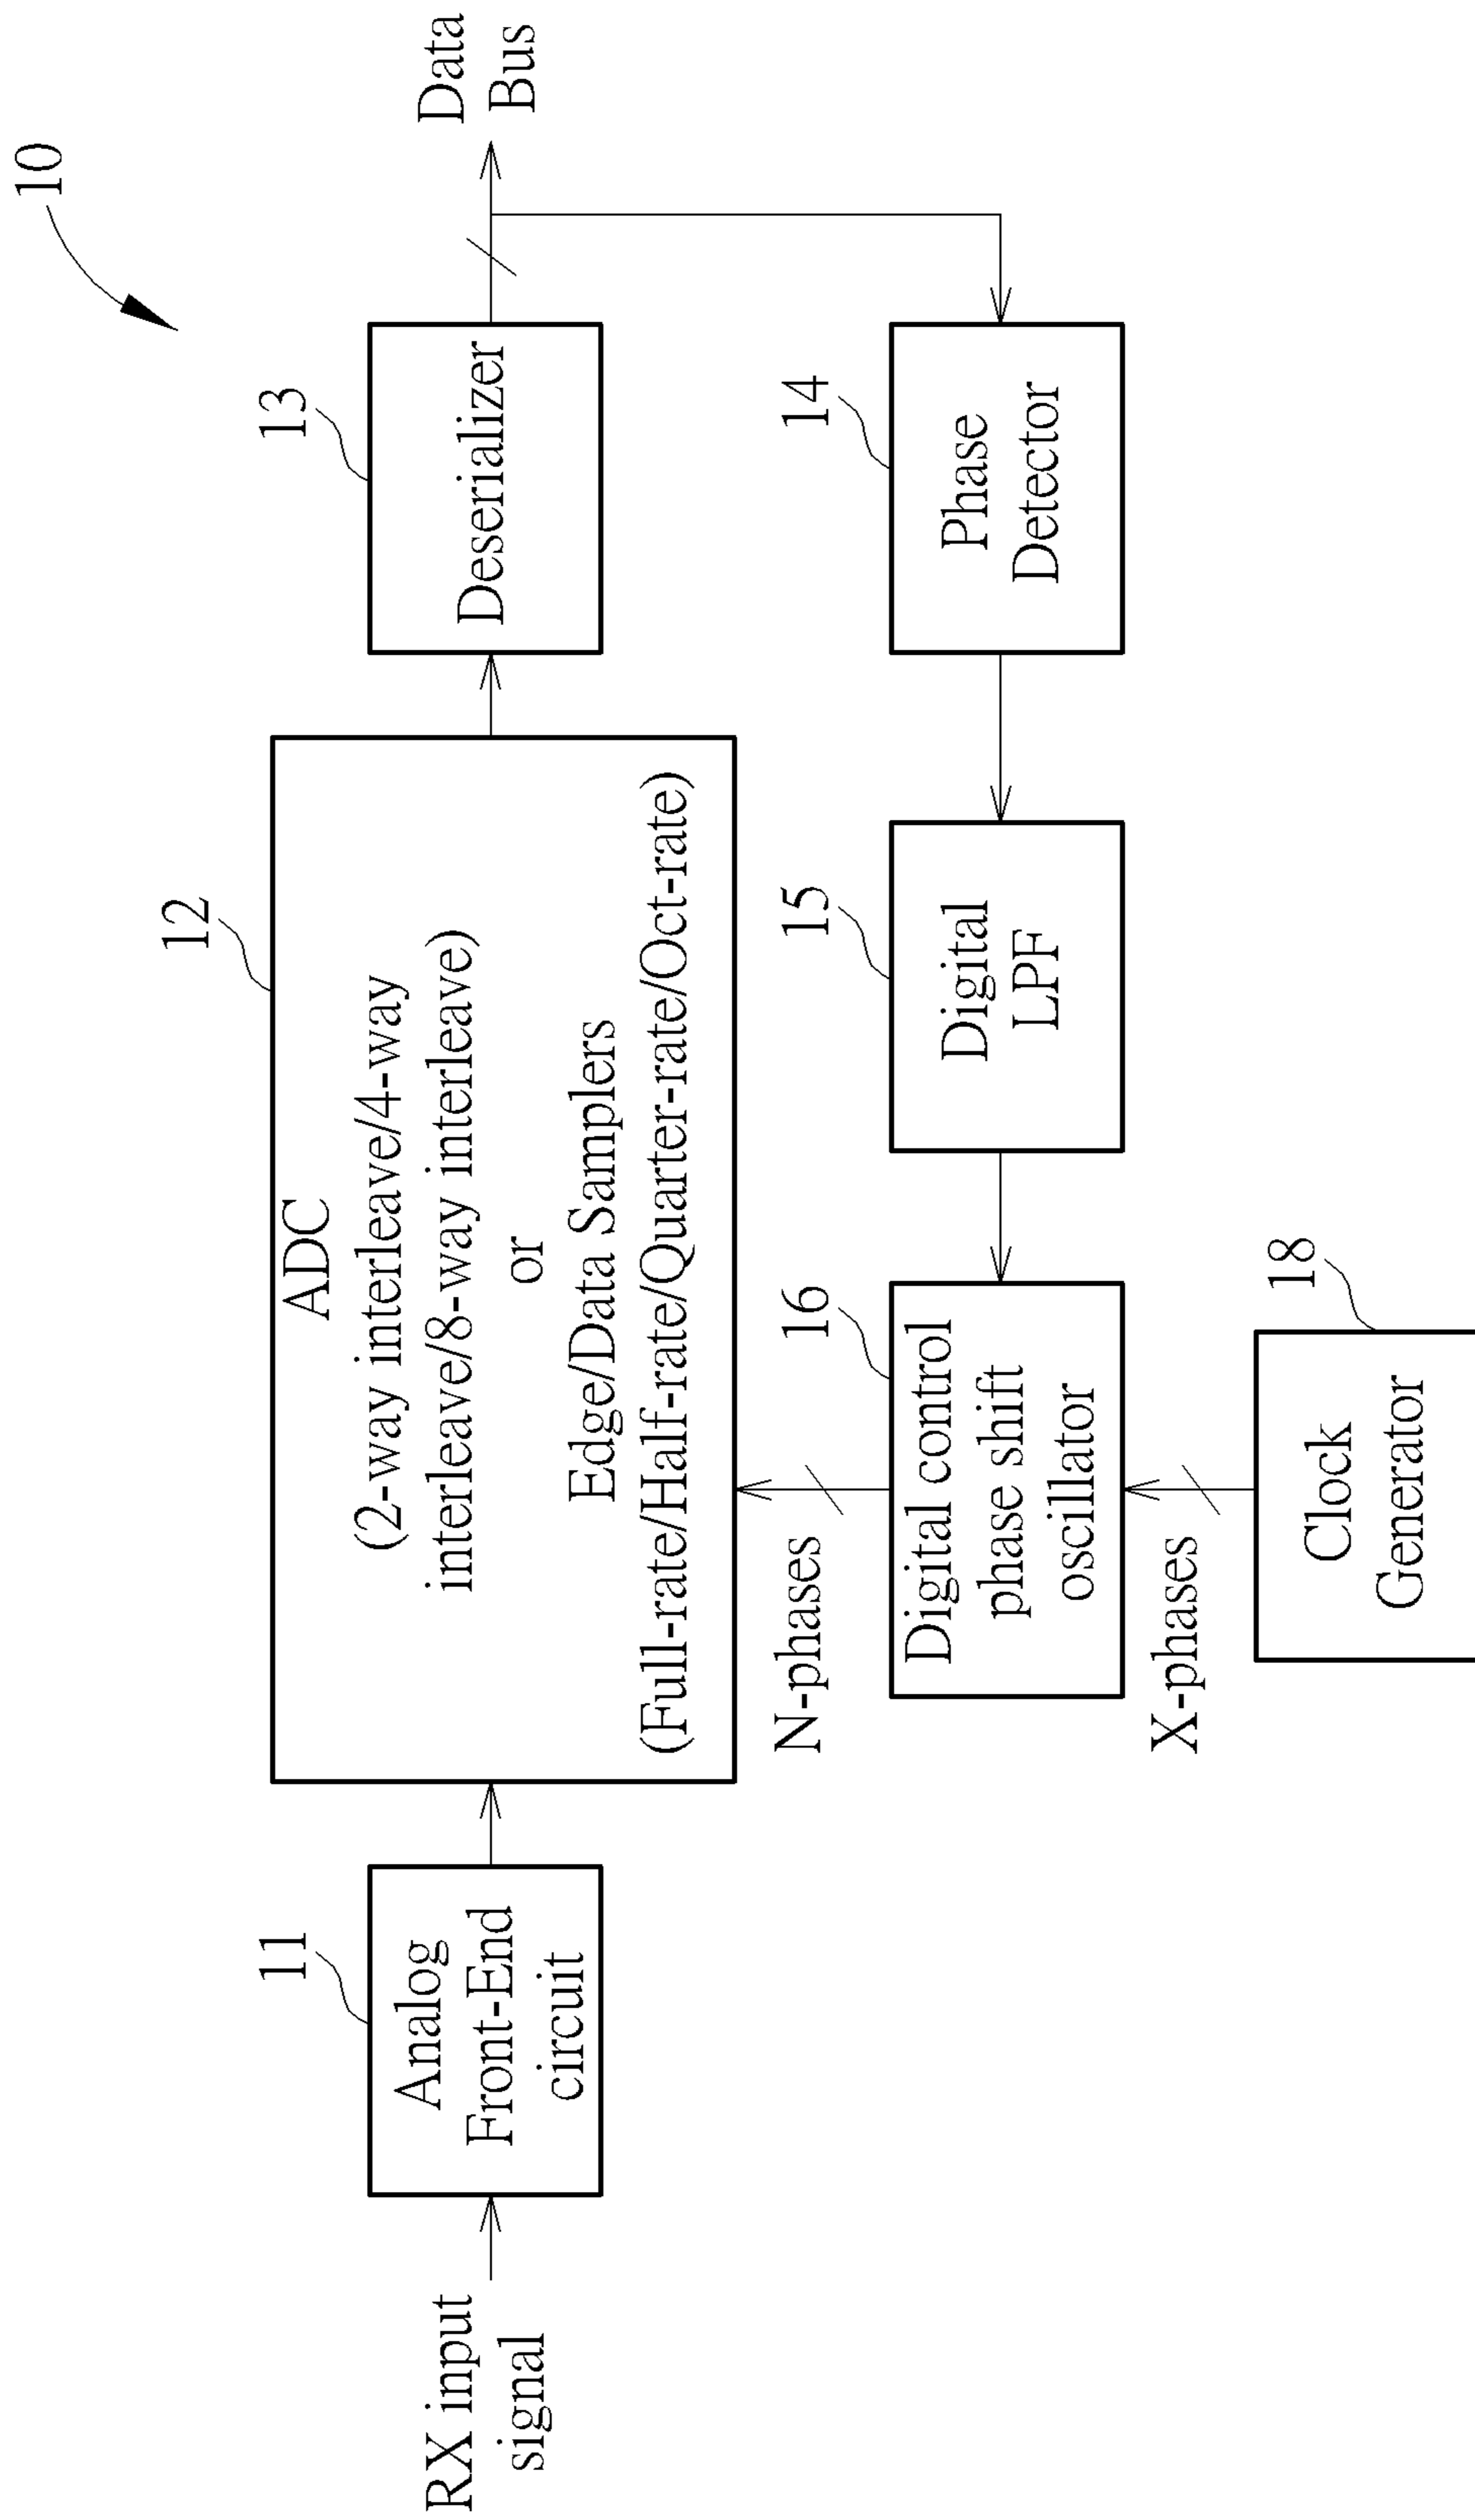 10
RX input
signal
11
Analog
Front-End
circuit
12
ADC
(2-way interleave/4-way
interleave/8-way interleave)
or
Edge/Data Samplers
(Full-rate/Half-rate/Quarter-rate/Oct-rate)
13
Deserializer
Data
Bus
N-phases
16
Digital control
phase shift
oscillator
15
Digital
LPF
14
Phase
Detector
X-phases
18
Clock
Generator